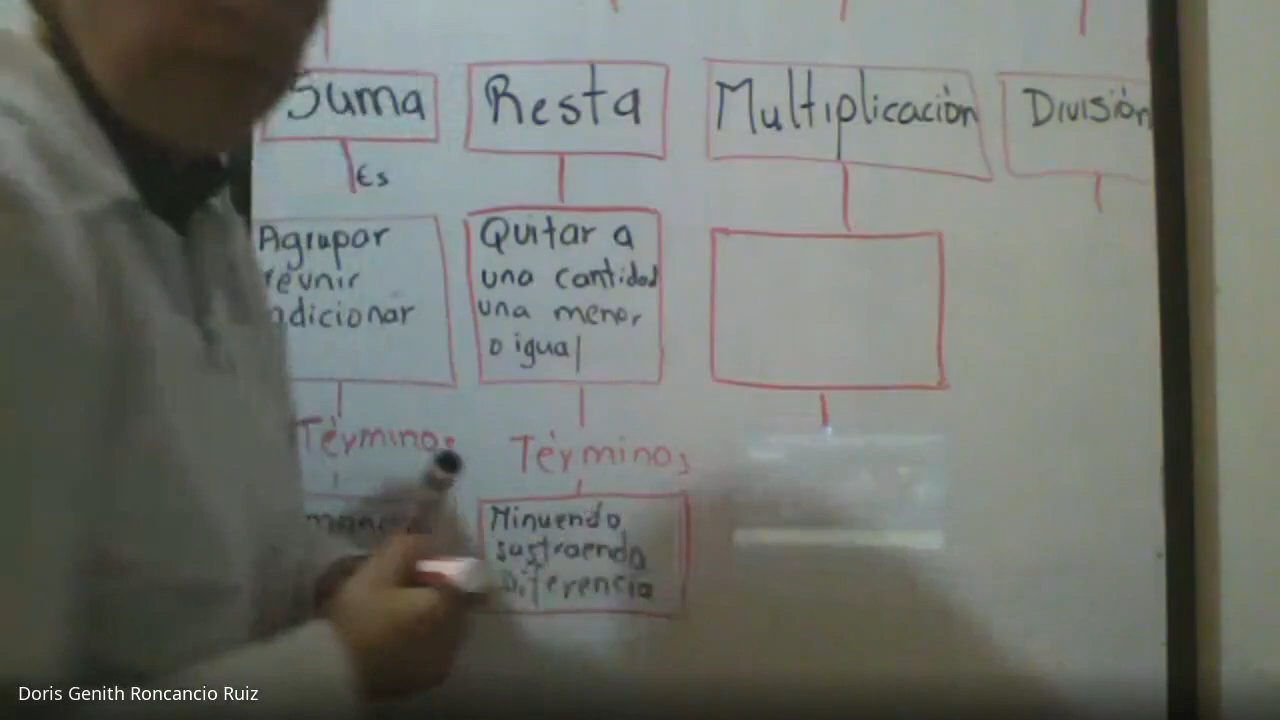 Suma
Resta
Multiplicación
División
Es
Agrupar
reunir
adicionar
Quitar a
una cantidad
una menor
o igual
Términos
Términos
Minuendo
sustraendo
Diferencia
Doris Genith Roncancio Ruiz